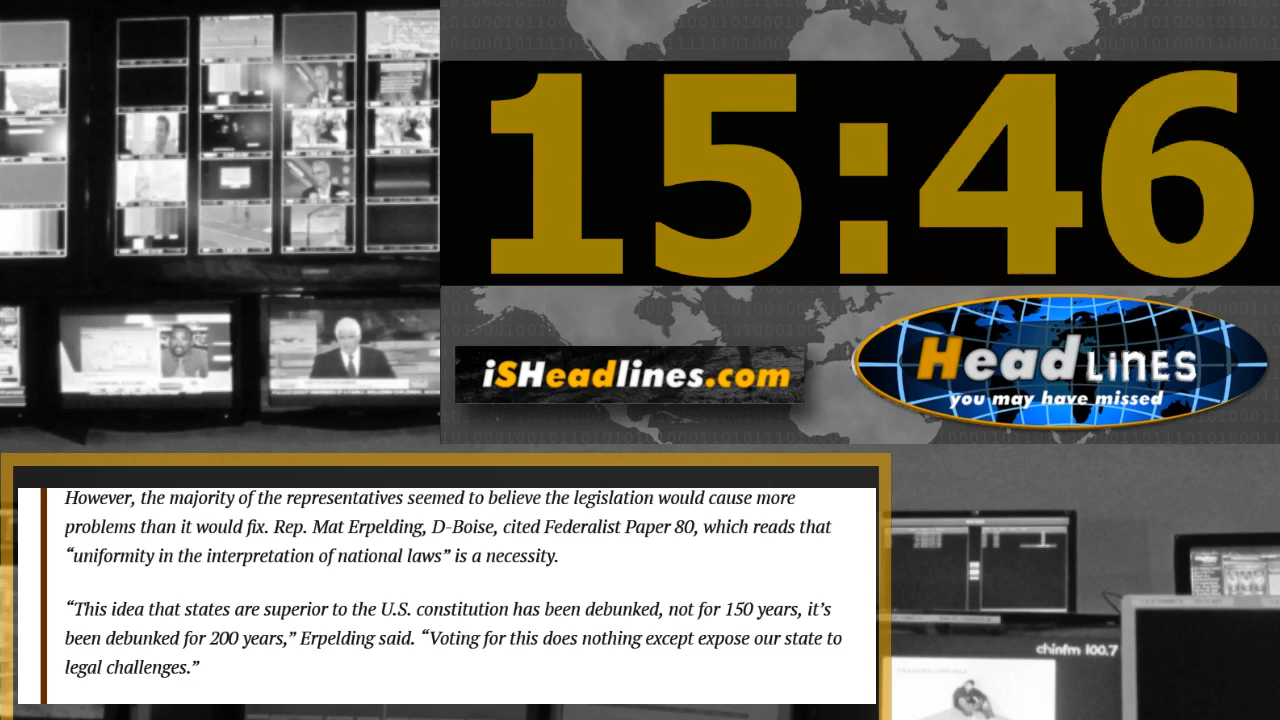 15:46
iSHeadlines.com
HeadLINES
you may have missed
However, the majority of the representatives seemed to believe the legislation would cause more
problems than it would fix. Rep. Mat Erpelding, D-Boise, cited Federalist Paper 80, which reads that
“uniformity in the interpretation of national laws” is a necessity.
“This idea that states are superior to the U.S. constitution has been debunked, not for 150 years, it’s
been debunked for 200 years,” Erpelding said. “Voting for this does nothing except expose our state to
legal challenges.”
chinfm 100.7